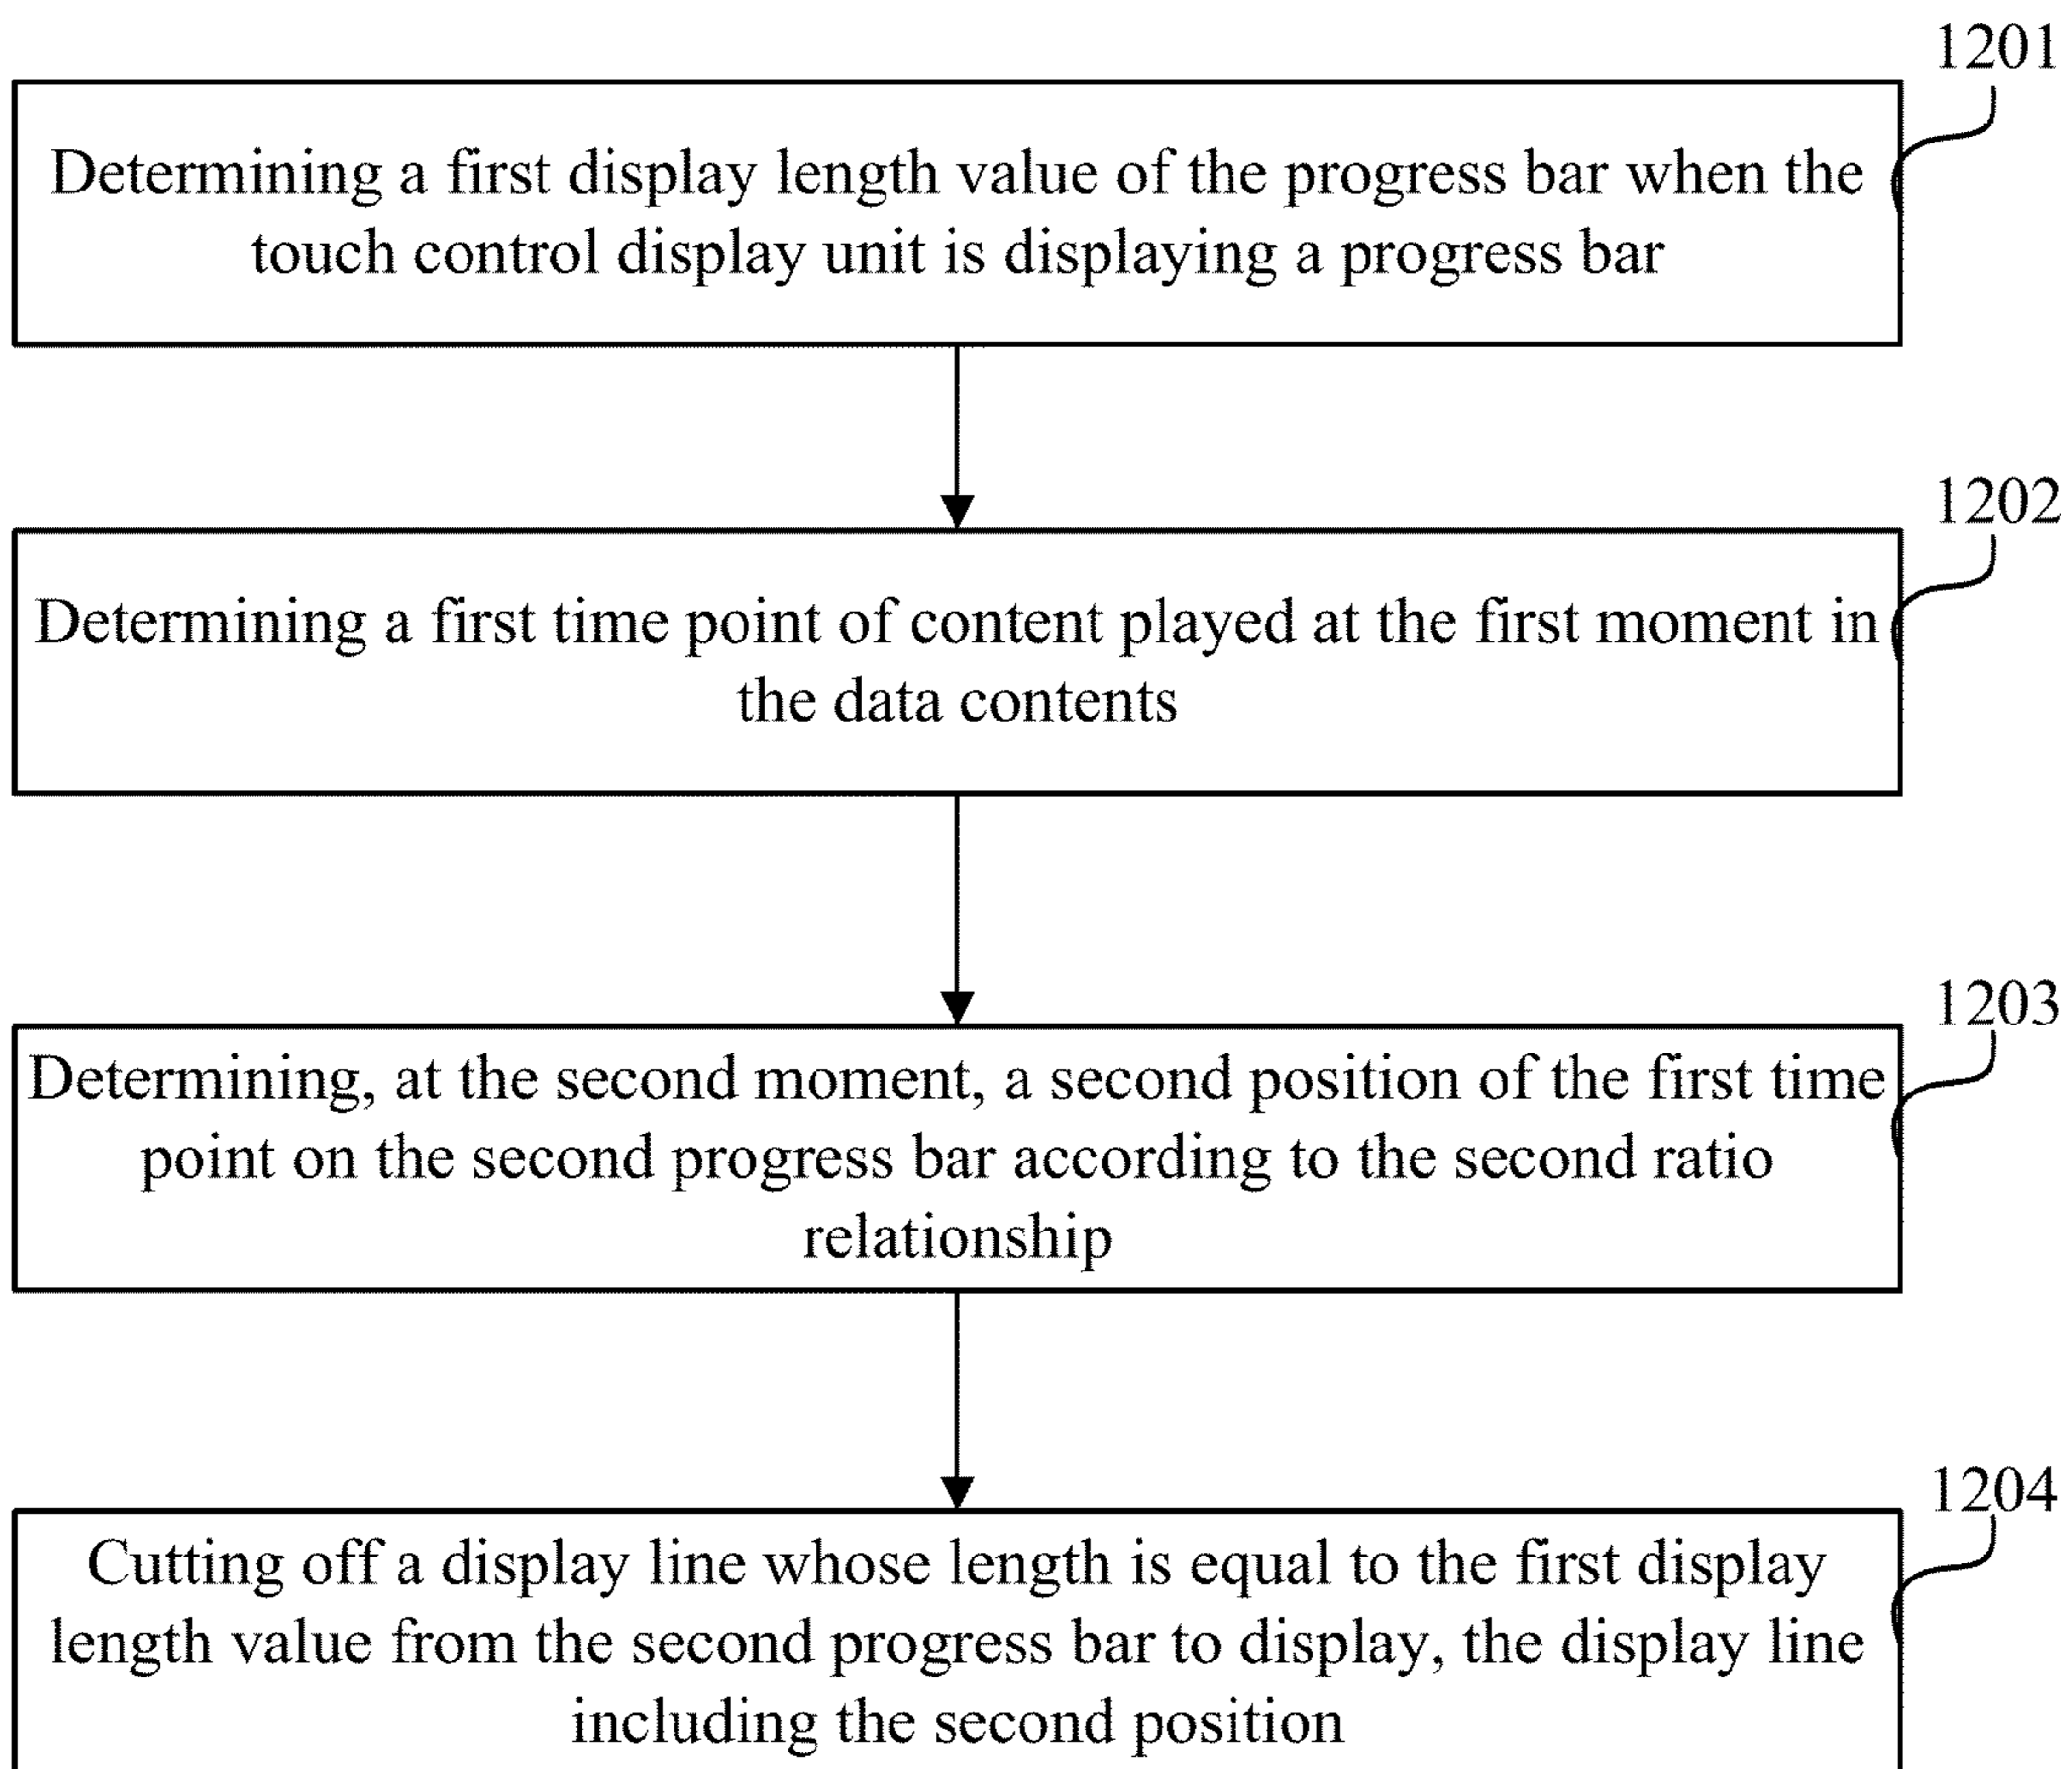 1201
Determining a first display length value of the progress bar when the
touch control display unit is displaying a progress bar
1202
Determining a first time point of content played at the first moment in
the data contents
1203
Determining, at the second moment, a second position of the first time
point on the second progress bar according to the second ratio
relationship
1204
Cutting off a display line whose length is equal to the first display
length value from the second progress bar to display, the display line
including the second position